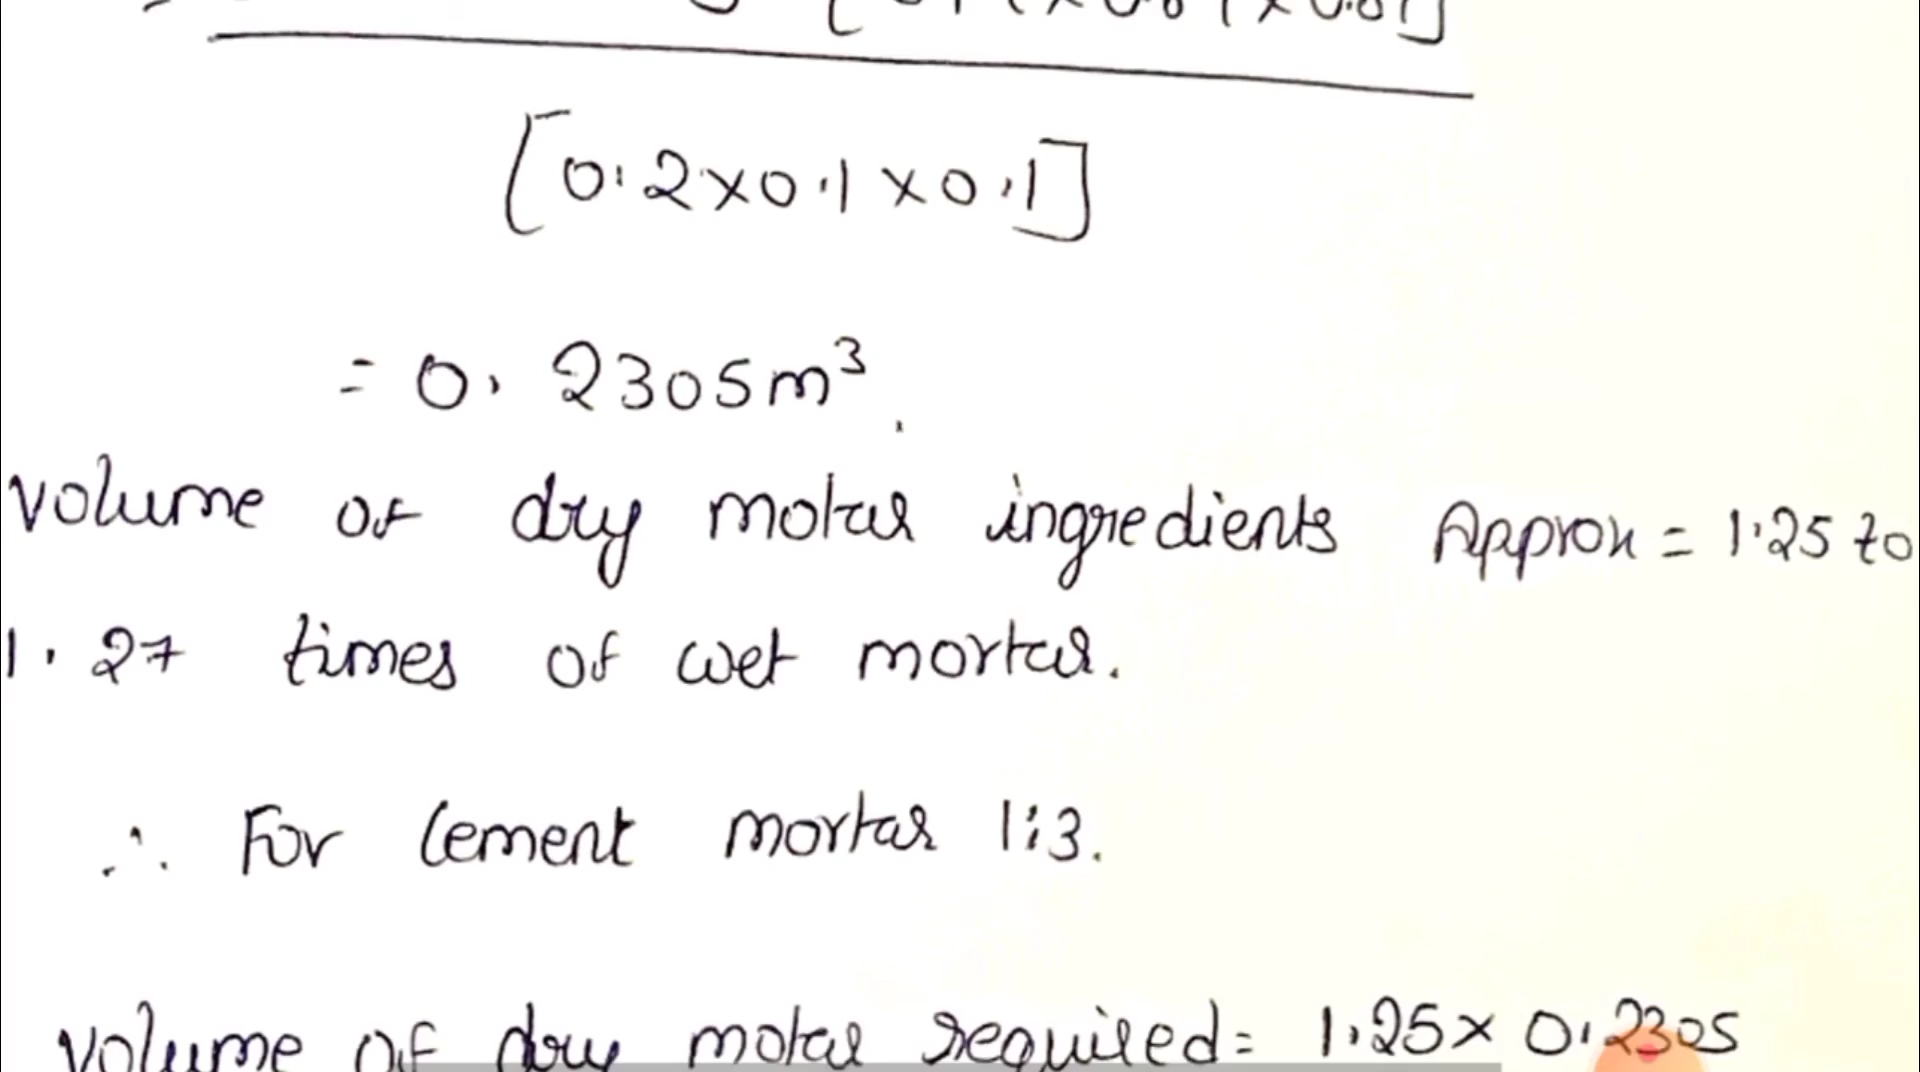 [0.2×0.1×0.1]
= 0.2305m³.
Volume of dry motar ingredients Approx = 1.25 to
1.27 times of wet mortar.
∴ For Cement mortar 1:3.
Volume of dry motar required= 1.25× 0.2305